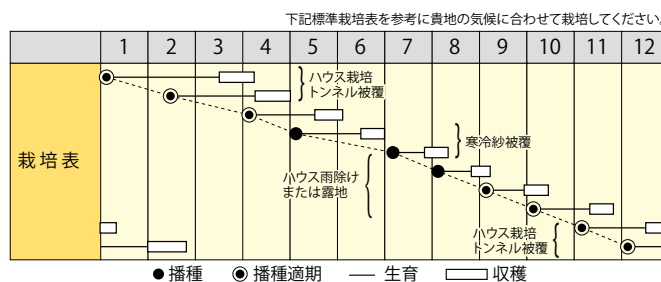 下記標準栽培表を参考に貴地の気候に合わせて栽培してください。
1 2 3 4 5 6 7 8 9 10 11 12
栽培表
ハウス栽培
トンネル被覆
寒冷紗被覆
ハウス雨除け
または露地
ハウス栽培
トンネル被覆
播種 播種適期 生育 収穫